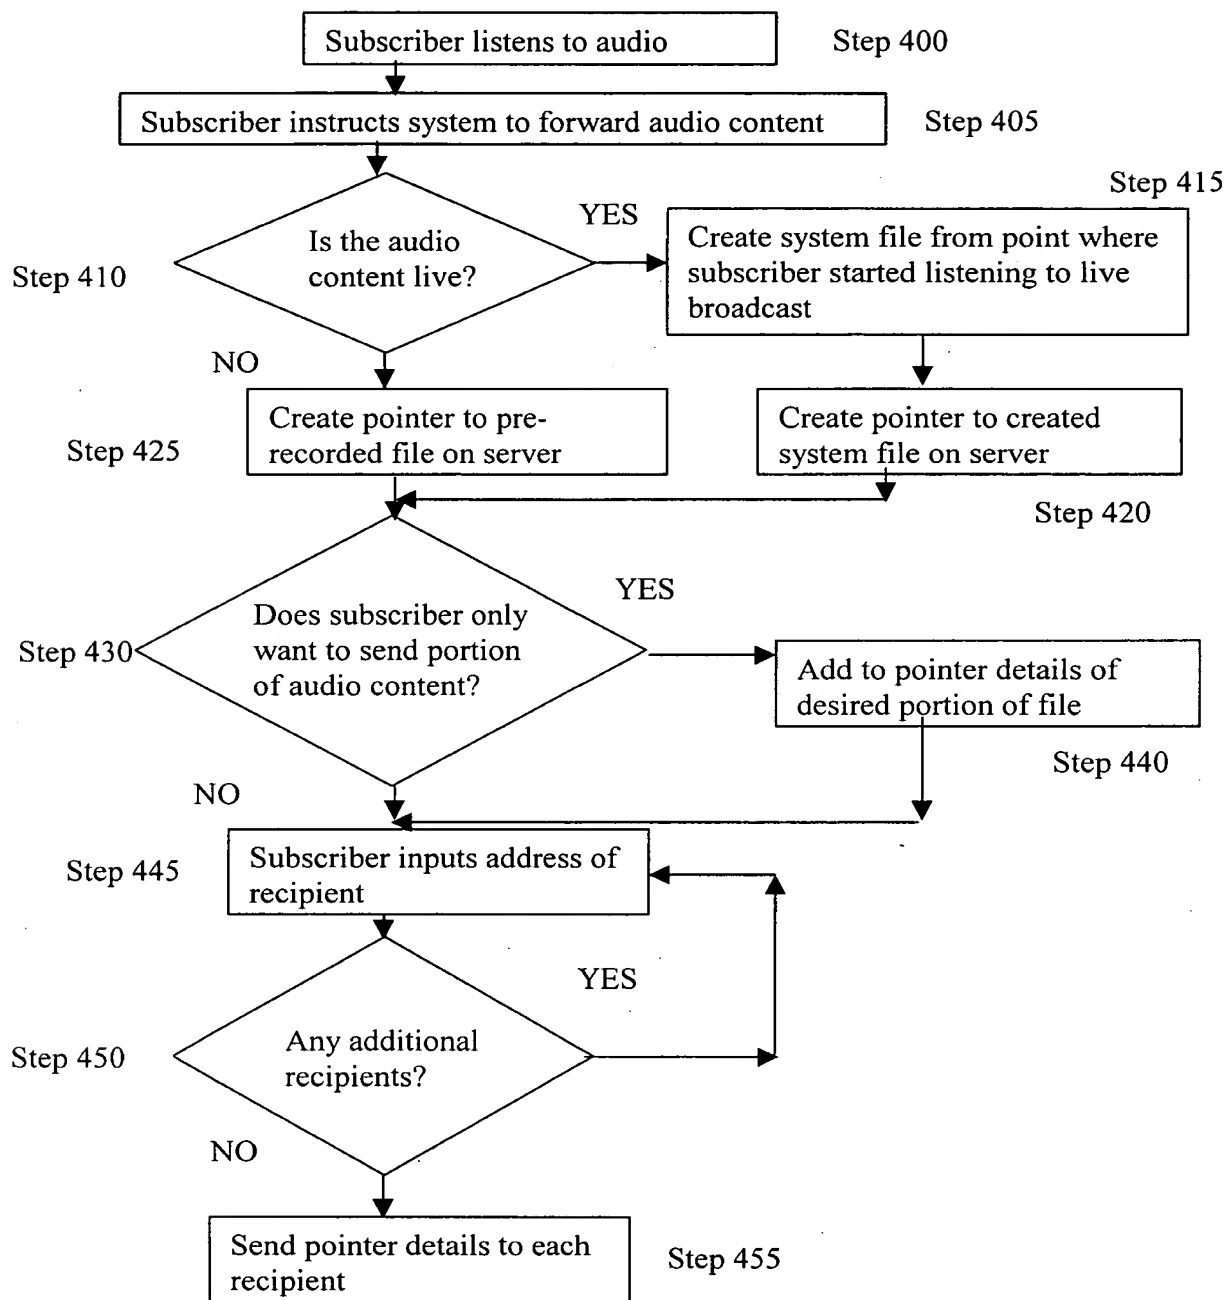 Subscriber listens to audio
Step 400
Subscriber instructs system to forward audio content
Step 405
Step 415
YES
Is the audio
content live?
Create system file from point where
subscriber started listening to live
broadcast
Step 410
NO
Create pointer to pre-
recorded file on server
Step 425
Create pointer to created
system file on server
Step 420
YES
Does subscriber only
want to send portion
of audio content?
Step 430
Add to pointer details of
desired portion of file
Step 440
NO
Step 445
Subscriber inputs address of
recipient
YES
Any additional
recipients?
Step 450
NO
Send pointer details to each
recipient
Step 455